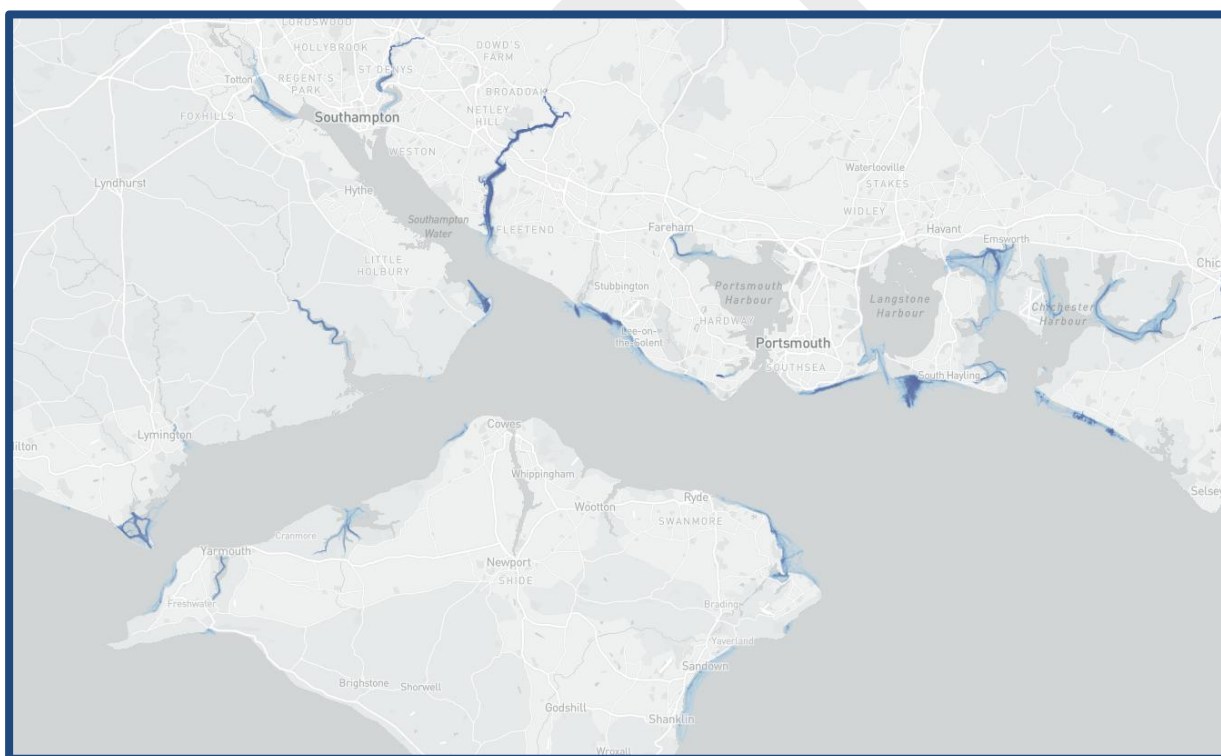 LORDSWOOD
HOLLYBROOK
DOWD'S
FARM
ST DENYS
Totton
REGENT'S
PARK
BROADOAK
NETLEY
HILL
FOXHILLS
Southampton
WESTON
Waterlooville
STAKES
Lyndhurst
Hythe
WIDLEY
Southampton
Water
FLEETEND
Fareham
Havant
Emsworth
LITTLE
HOLBURY
Stubbington
Portsmouth
Harbour
Langstone
Harbour
Chichester
Harbour
HARDWAY
Lee-on-
the-Solent
Portsmouth
SOUTHSEA
South Hayling
Lymington
Cowes
Whippingham
Wootton
Ryde
SWANMORE
Selsey
Cranmore
Yarmouth
Newport
SHIDE
Freshwater
Brading
Yaverland
Sandown
Brighstone
Shorwell
Godshill
Shanklin
Wroxall